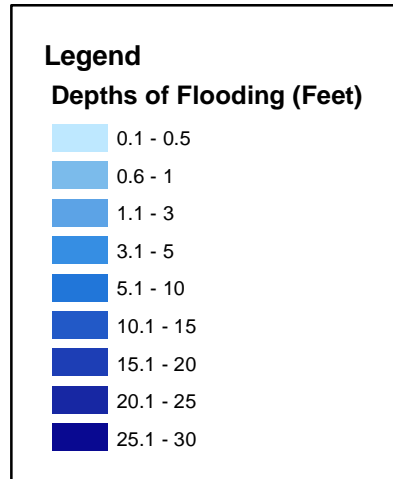 Legend
Depths of Flooding (Feet)
0.1 - 0.5
0.6 - 1
1.1 - 3
3.1 - 5
5.1 - 10
10.1 - 15
15.1 - 20
20.1 - 25
25.1 - 30